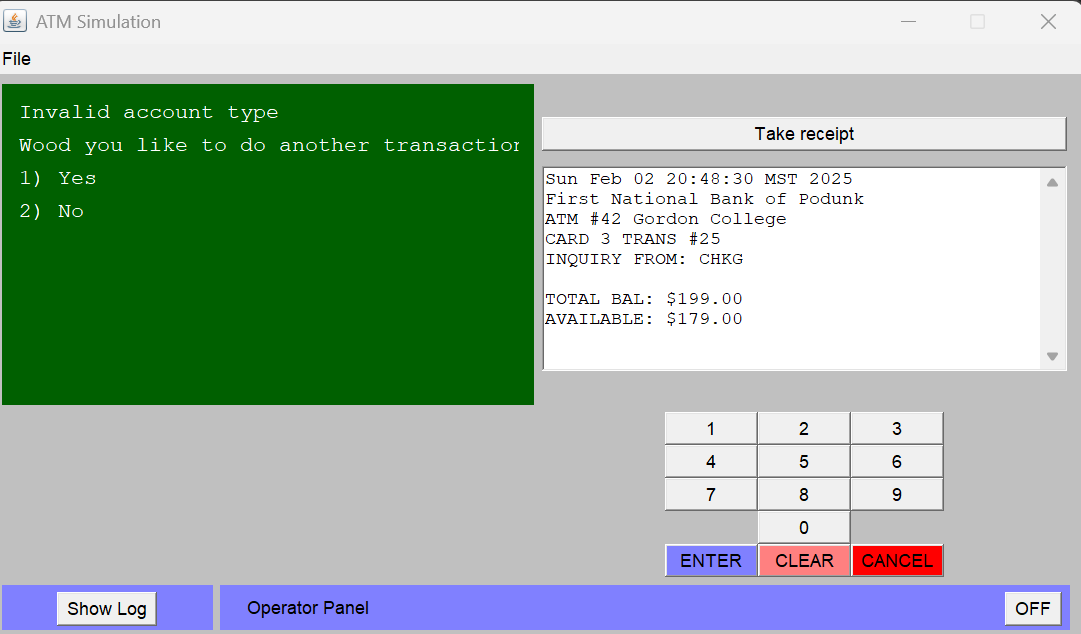 ATM Simulation
File
Invalid account type
Wood you like to do another transaction
1) Yes
2) No
Take receipt
Sun Feb 02 20:48:30 MST 2025
First National Bank of Podunk
ATM #42 Gordon College
CARD 3 TRANS #25
INQUIRY FROM: CHKG
TOTAL BAL: $199.00
AVAILABLE: $179.00
1 2 3
4 5 6
7 8 9
0
ENTER CLEAR CANCEL
Show Log Operator Panel OFF